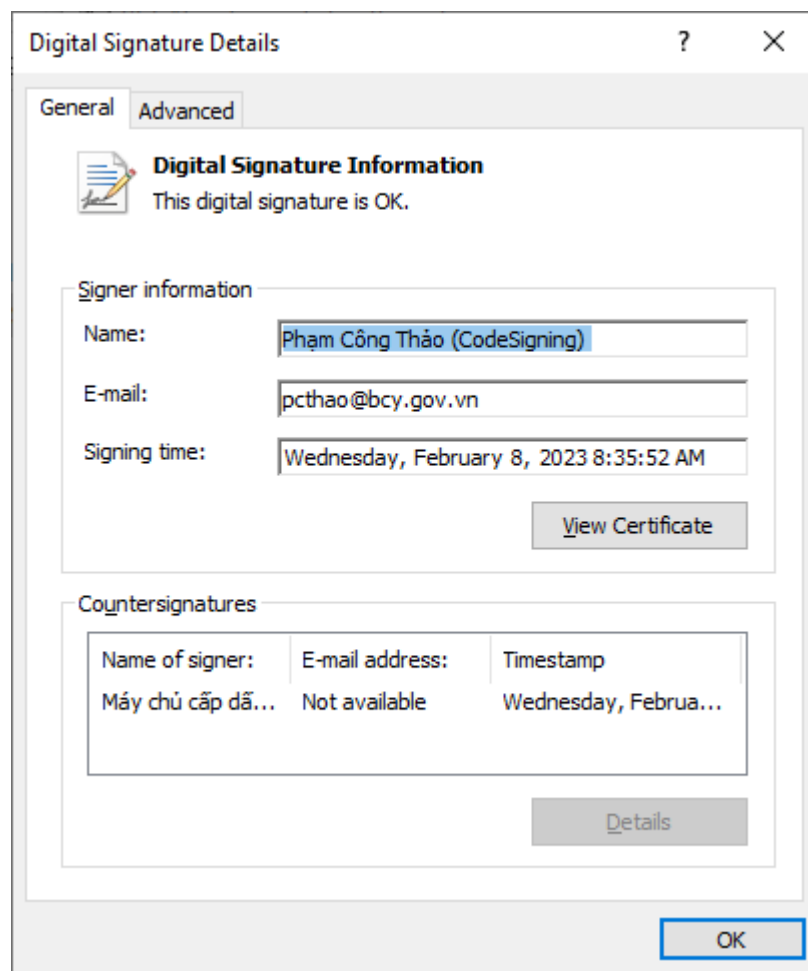 Digital Signature Details
General Advanced
Digital Signature Information
This digital signature is OK.
Signer information
Name: Phạm Công Thảo (CodeSigning)
E-mail: pcthao@bcy.gov.vn
Signing time: Wednesday, February 8, 2023 8:35:52 AM
View Certificate
Countersignatures
Name of signer: E-mail address: Timestamp
Máy chủ cấp dấ... Not available Wednesday, Februa...
Details
OK